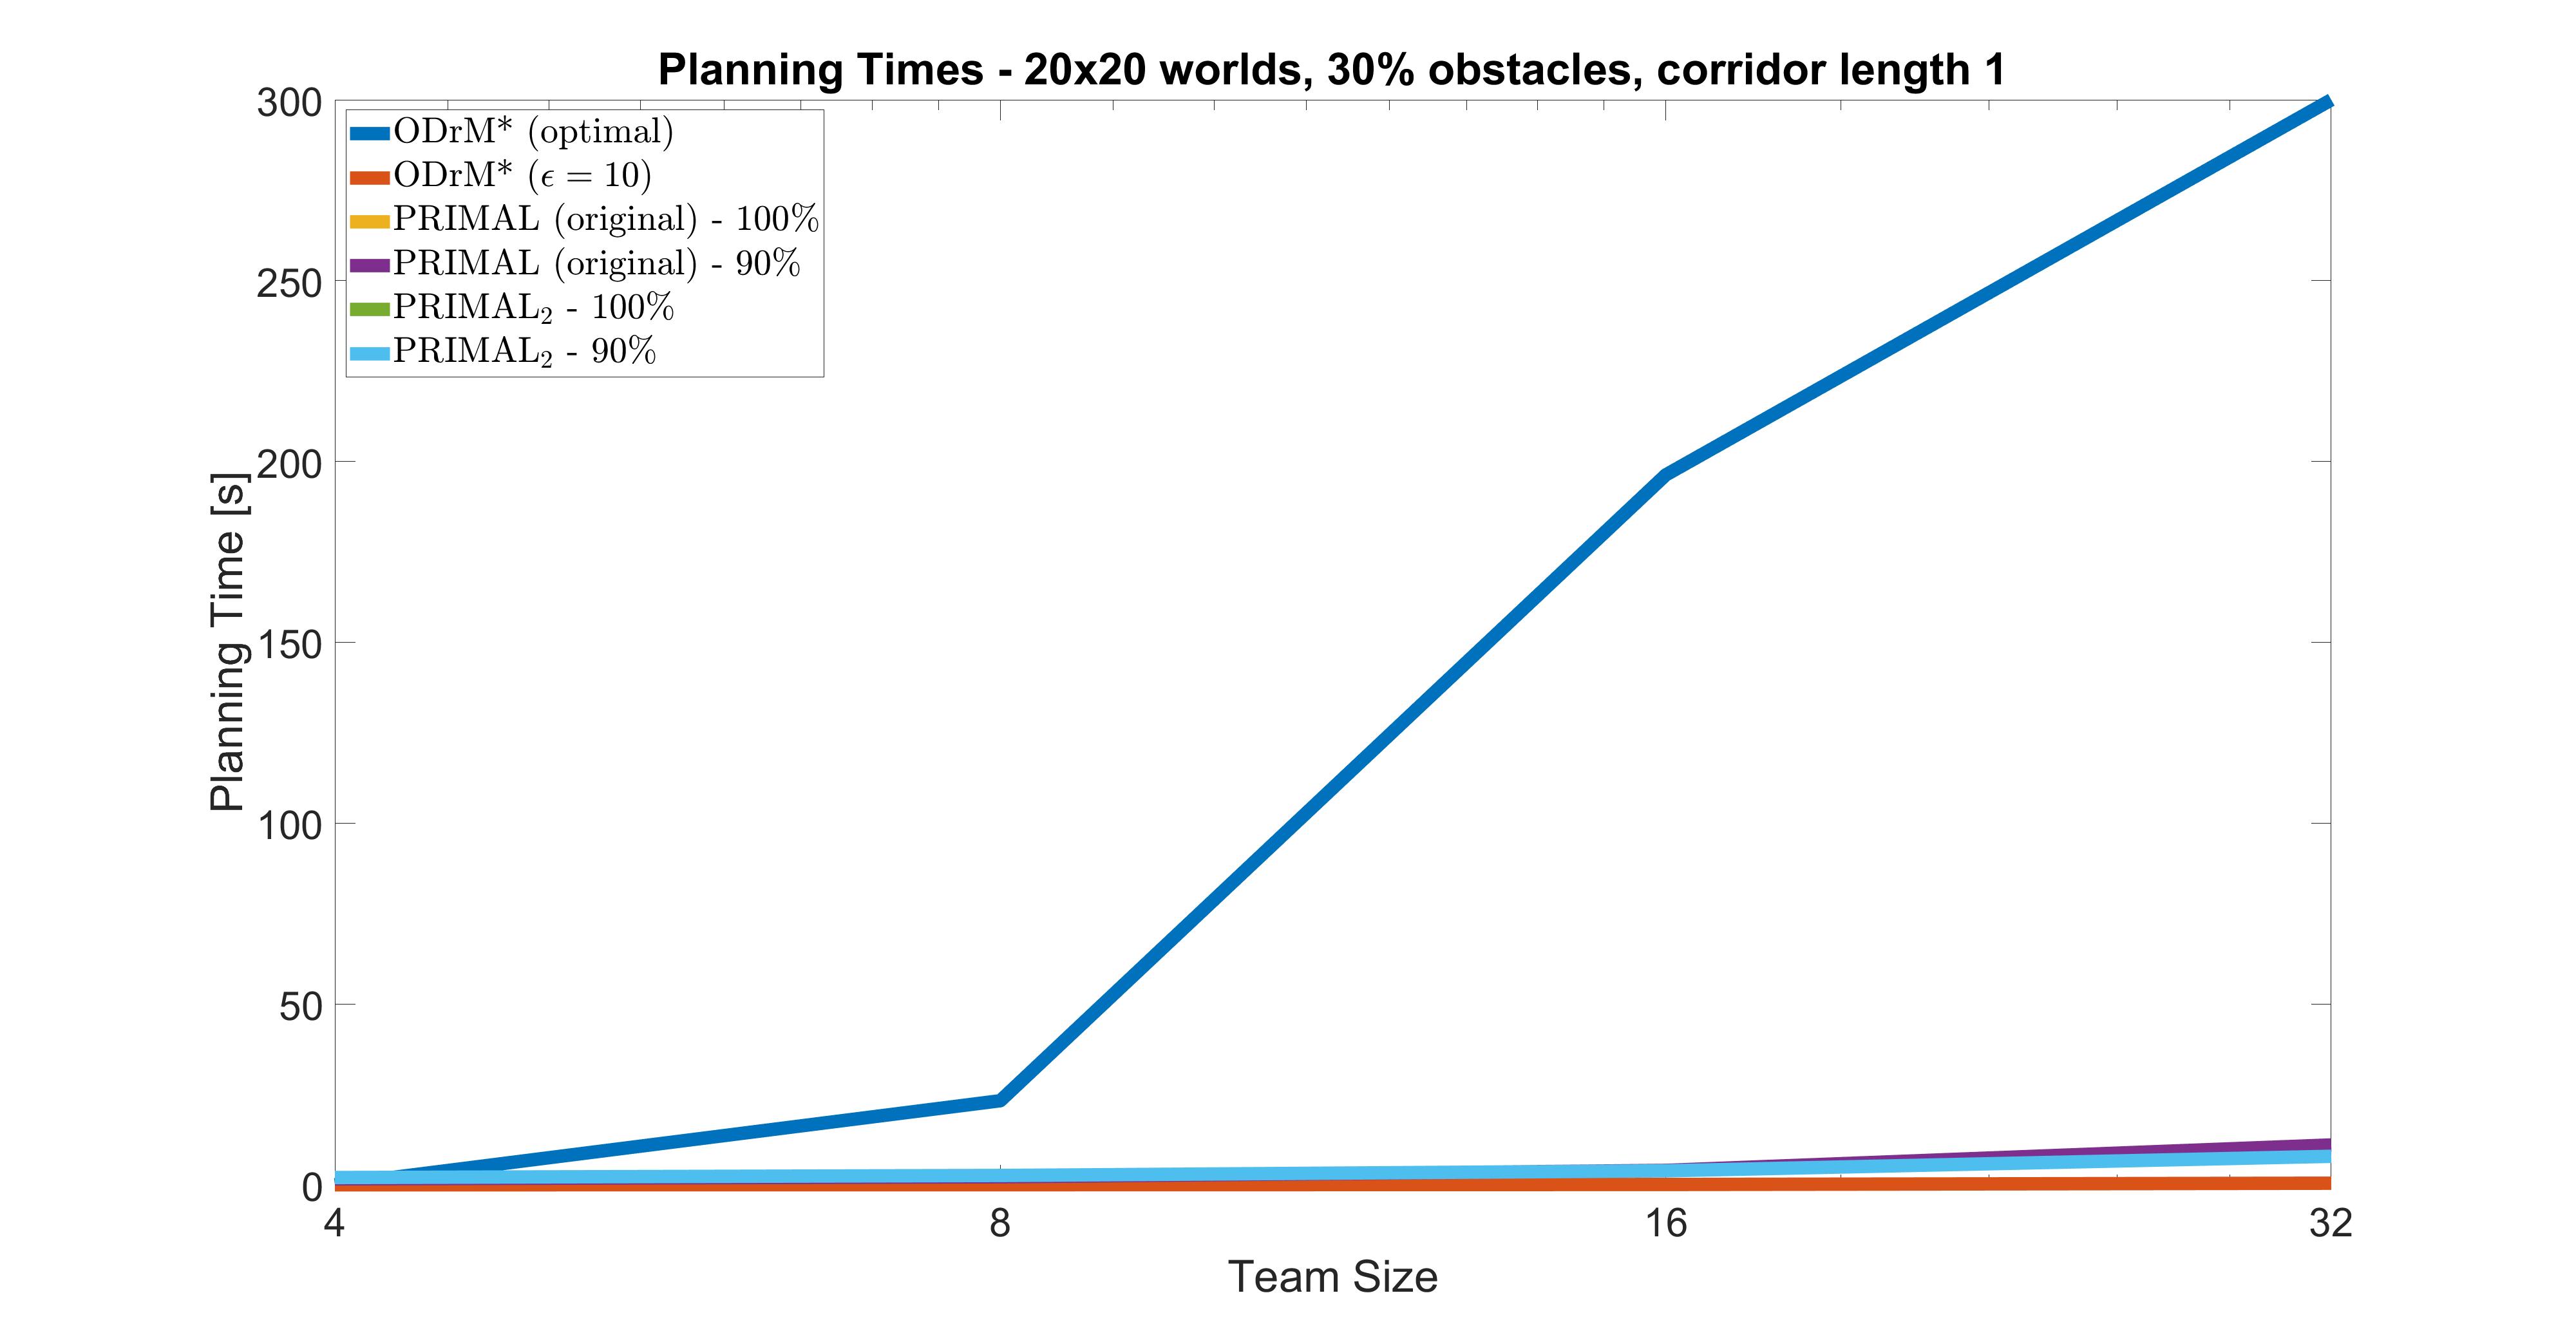 Planning Times - 20x20 worlds, 30% obstacles, corridor length 1
300
250
200
150
100
50
0
Planning Time [s]
ODrM* (optimal)
ODrM* (ϵ = 10)
PRIMAL (original) - 100%
PRIMAL (original) - 90%
PRIMAL₂ - 100%
PRIMAL₂ - 90%
4 8 16 32
Team Size